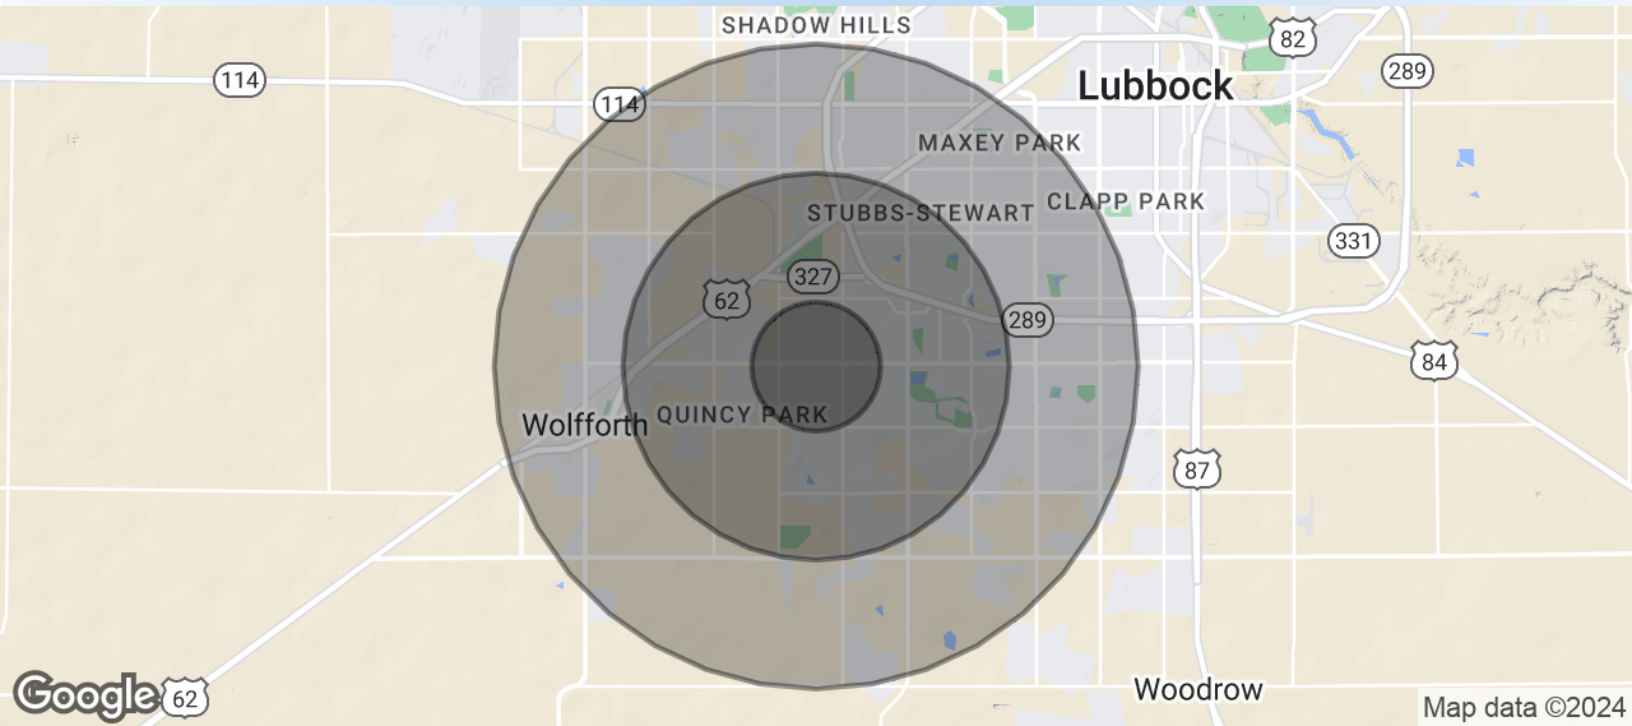 SHADOW HILLS
82
114
289
Lubbock
114
MAXEY PARK
CLAPP PARK
STUBBS-STEWART
331
327
62
289
84
QUINCY PARK
Wolfforth
87
Woodrow
Google
62
Map data ©2024